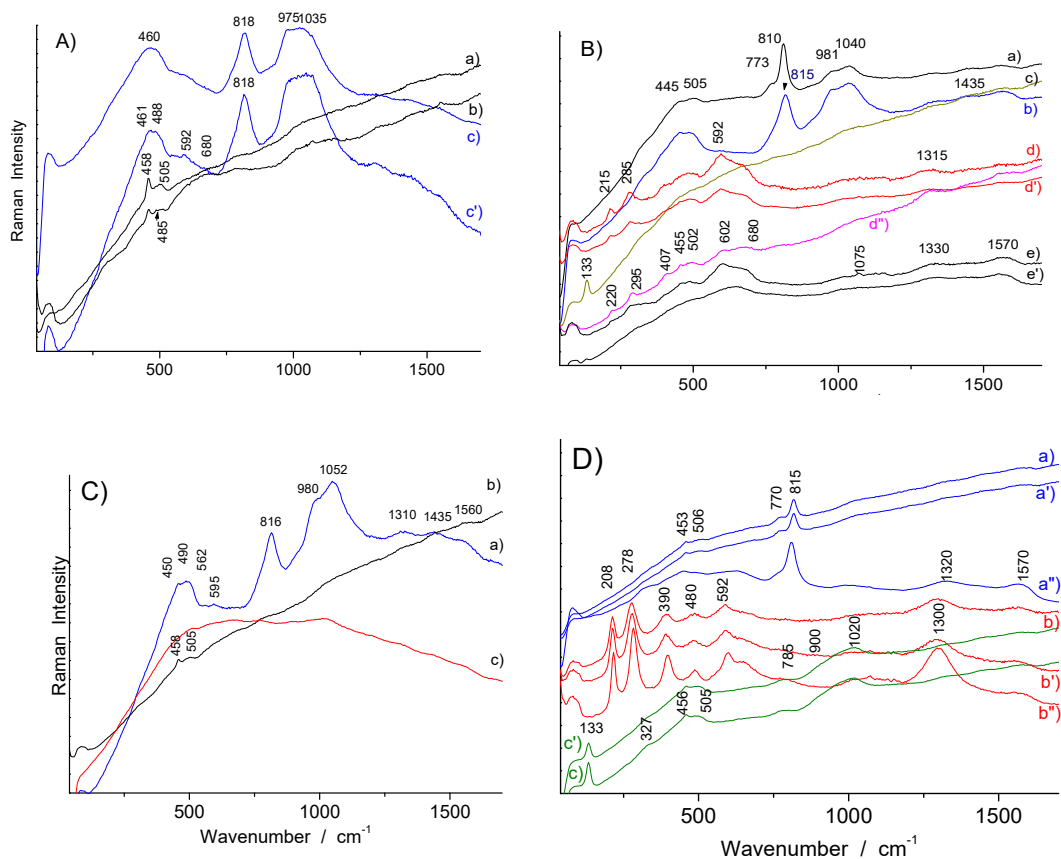 A)
460
818
975 1035
a)
b)
818
c)
461
488
592
680
458
505
485
c')
Raman Intensity
500
1000
1500
B)
810
773
815
981 1040
a)
445 505
1435
c)
b)
592
d)
215
285
1315
d')
d")
133
220
295
407
455
502
602
680
1075
1330
1570
e)
e')
500
1000
1500
C)
1052
980
b)
816
1310
1435 1560
a)
450
490
562
595
458
505
c)
Raman Intensity
500
1000
1500
Wavenumber / cm-1
D)
a)
815
a')
770
453
506
278
208
1320
1570
a")
390
480
592
b)
785
900
1020
1300
b')
456
505
b")
133
327
c')
c)
500
1000
1500
Wavenumber / cm-1